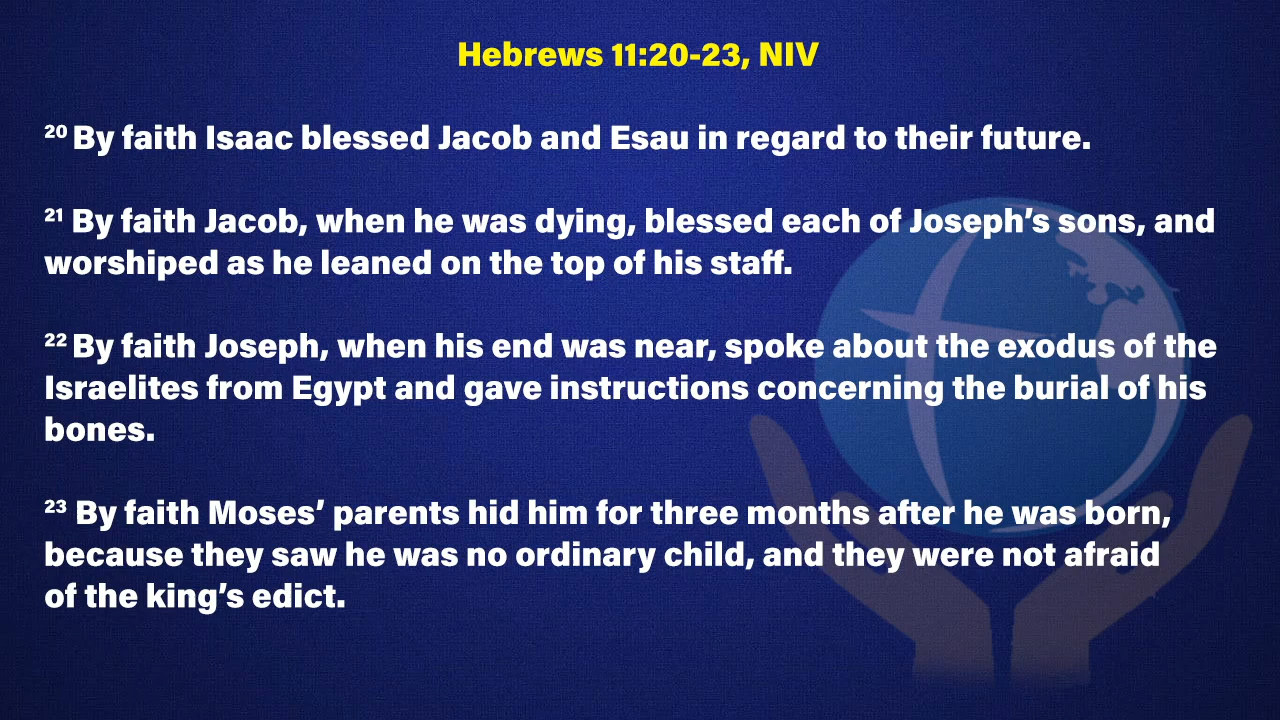 Hebrews 11:20-23, NIV
20 By faith Isaac blessed Jacob and Esau in regard to their future.
21 By faith Jacob, when he was dying, blessed each of Joseph’s sons, and
worshiped as he leaned on the top of his staff.
22 By faith Joseph, when his end was near, spoke about the exodus of the
Israelites from Egypt and gave instructions concerning the burial of his
bones.
23 By faith Moses’ parents hid him for three months after he was born,
because they saw he was no ordinary child, and they were not afraid
of the king’s edict.